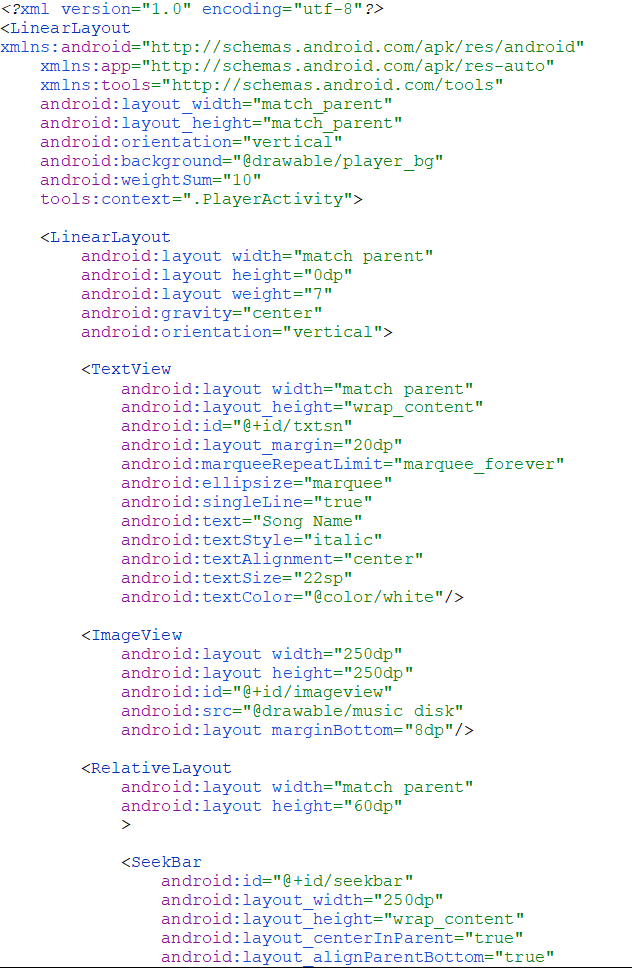 <?xml version="1.0" encoding="utf-8"?>
<LinearLayout
xmlns:android="http://schemas.android.com/apk/res/android"
    xmlns:app="http://schemas.android.com/apk/res-auto"
    xmlns:tools="http://schemas.android.com/tools"
    android:layout_width="match_parent"
    android:layout_height="match_parent"
    android:orientation="vertical"
    android:background="@drawable/player_bg"
    android:weightSum="10"
    tools:context=".PlayerActivity">

    <LinearLayout
        android:layout width="match parent"
        android:layout height="0dp"
        android:layout weight="7"
        android:gravity="center"
        android:orientation="vertical">

        <TextView
            android:layout width="match parent"
            android:layout_height="wrap_content"
            android:id="@+id/txtsn"
            android:layout_margin="20dp"
            android:marqueeRepeatLimit="marquee_forever"
            android:ellipsize="marquee"
            android:singleLine="true"
            android:text="Song Name"
            android:textStyle="italic"
            android:textAlignment="center"
            android:textSize="22sp"
            android:textColor="@color/white"/>

        <ImageView
            android:layout width="250dp"
            android:layout height="250dp"
            android:id="@+id/imageview"
            android:src="@drawable/music disk"
            android:layout marginBottom="8dp"/>

        <RelativeLayout
            android:layout width="match parent"
            android:layout height="60dp"
            >

            <SeekBar
                android:id="@+id/seekbar"
                android:layout_width="250dp"
                android:layout_height="wrap_content"
                android:layout_centerInParent="true"
                android:layout_alignParentBottom="true"